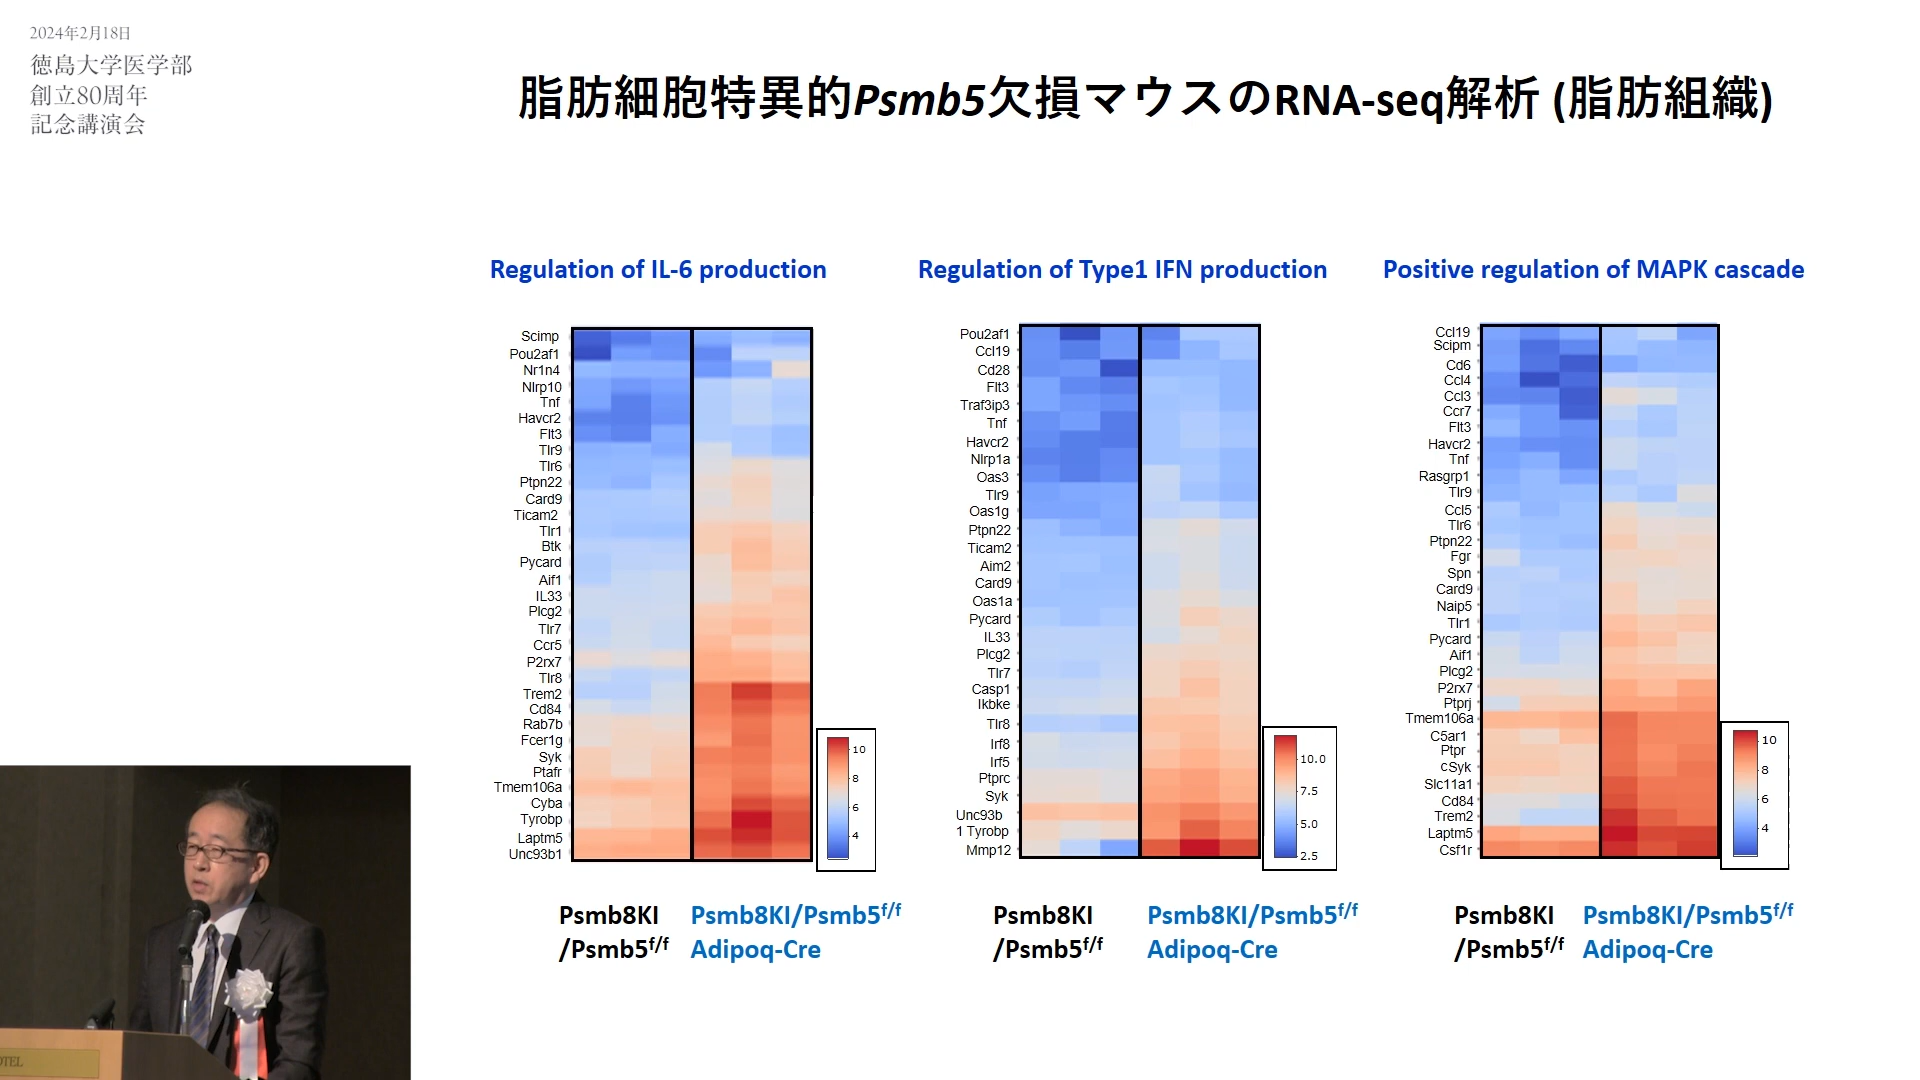 2024年2月18日
徳島大学医学部
創立80周年
記念講演会
脂肪細胞特異的Psmb5欠損マウスのRNA-seq解析 (脂肪組織)
Regulation of IL-6 production
Scimp
Pou2af1
Nr1n4
Nlrp10
Tnf
Havcr2
Flt3
Tlr9
Tlr6
Ptpn22
Card9
Ticam2
Tlr1
Btk
Pycard
Aif1
IL33
Plcg2
Tlr7
Ccr5
P2rx7
Tlr8
Trem2
Cd84
Rab7b
Fcer1g
Syk
Ptafr
Tmem106a
Cyba
Tyrobp
Laptm5
Unc93b1
10
8
6
4
Psmb8KI
/Psmb5f/f
Psmb8KI/Psmb5f/f
Adipoq-Cre
Regulation of Type1 IFN production
Pou2af1
Ccl19
Cd28
Flt3
Traf3ip3
Tnf
Havcr2
Nlrp1a
Oas3
Tlr9
Oas1g
Ptpn22
Ticam2
Aim2
Card9
Oas1a
Pycard
IL33
Plcg2
Tlr7
Casp1
Ikbke
Tlr8
Irf8
Irf5
Ptprc
Syk
Unc93b
1 Tyrobp
Mmp12
10.0
7.5
5.0
2.5
Psmb8KI
/Psmb5f/f
Psmb8KI/Psmb5f/f
Adipoq-Cre
Positive regulation of MAPK cascade
Ccl19
Scipm
Cd6
Ccl4
Ccl3
Ccr7
Flt3
Havcr2
Tnf
Rasgrp1
Tlr9
Ccl5
Tlr6
Ptpn22
Fgr
Spn
Card9
Naip5
Tlr1
Pycard
Aif1
Plcg2
P2rx7
Ptprj
Tmem106a
C5ar1
Ptpr
cSyk
Slc11a1
Cd84
Trem2
Laptm5
Csf1r
10
8
6
4
Psmb8KI
/Psmb5f/f
Psmb8KI/Psmb5f/f
Adipoq-Cre